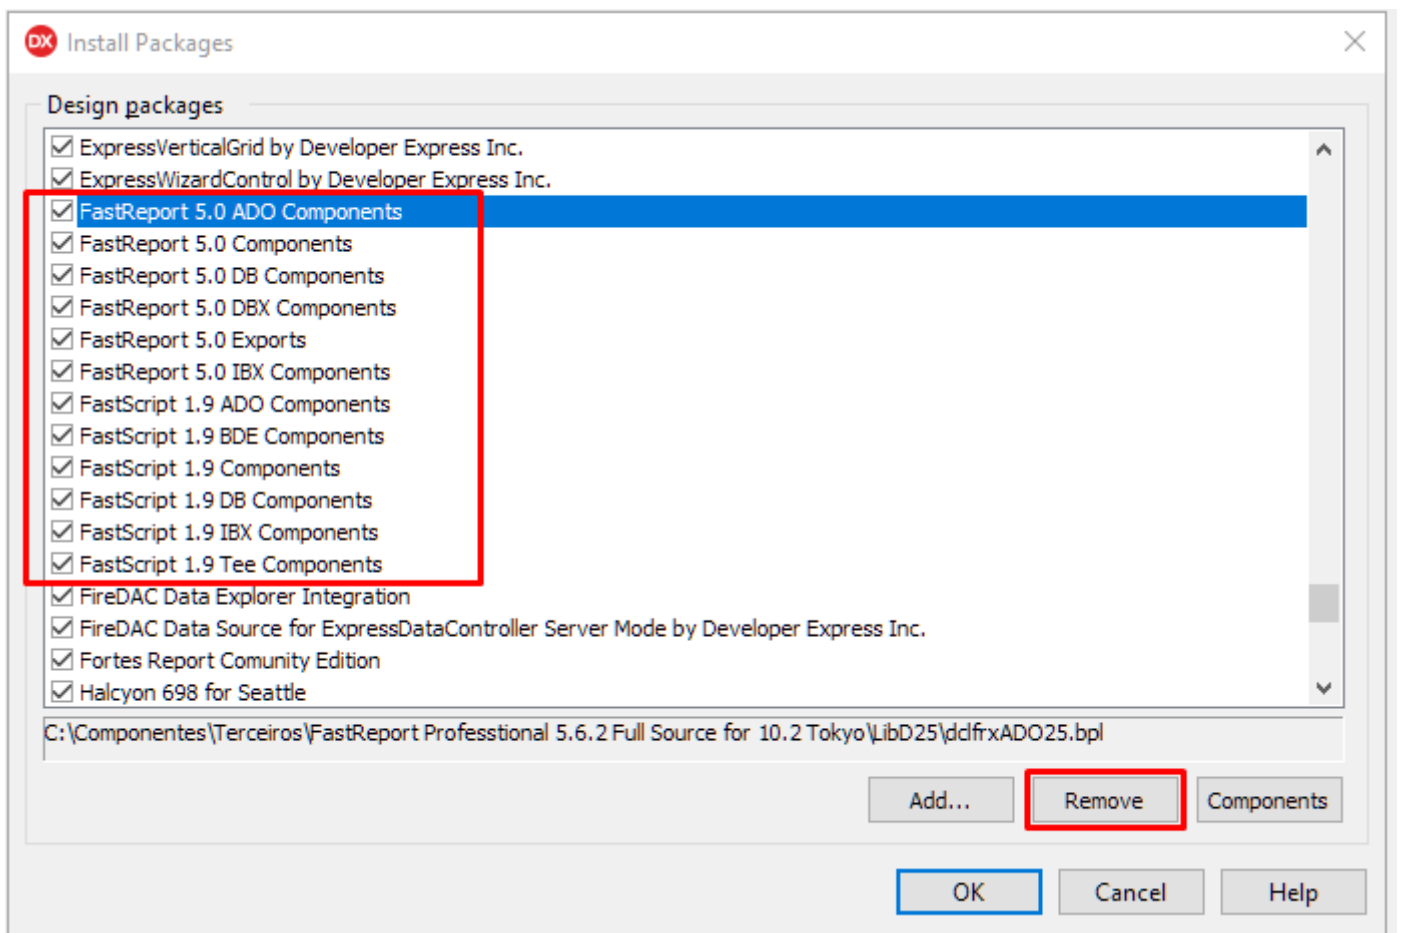 DX Install Packages
Design packages
ExpressVerticalGrid by Developer Express Inc.
ExpressWizardControl by Developer Express Inc.
FastReport 5.0 ADO Components
FastReport 5.0 Components
FastReport 5.0 DB Components
FastReport 5.0 DBX Components
FastReport 5.0 Exports
FastReport 5.0 IBX Components
FastScript 1.9 ADO Components
FastScript 1.9 BDE Components
FastScript 1.9 Components
FastScript 1.9 DB Components
FastScript 1.9 IBX Components
FastScript 1.9 Tee Components
FireDAC Data Explorer Integration
FireDAC Data Source for ExpressDataController Server Mode by Developer Express Inc.
Fortes Report Comunity Edition
Halcyon 698 for Seattle
C:\Componentes\Terceiros\FastReport Professtional 5.6.2 Full Source for 10.2 Tokyo\LibD25\dclfrxADO25.bpl
Add... Remove Components
OK Cancel Help